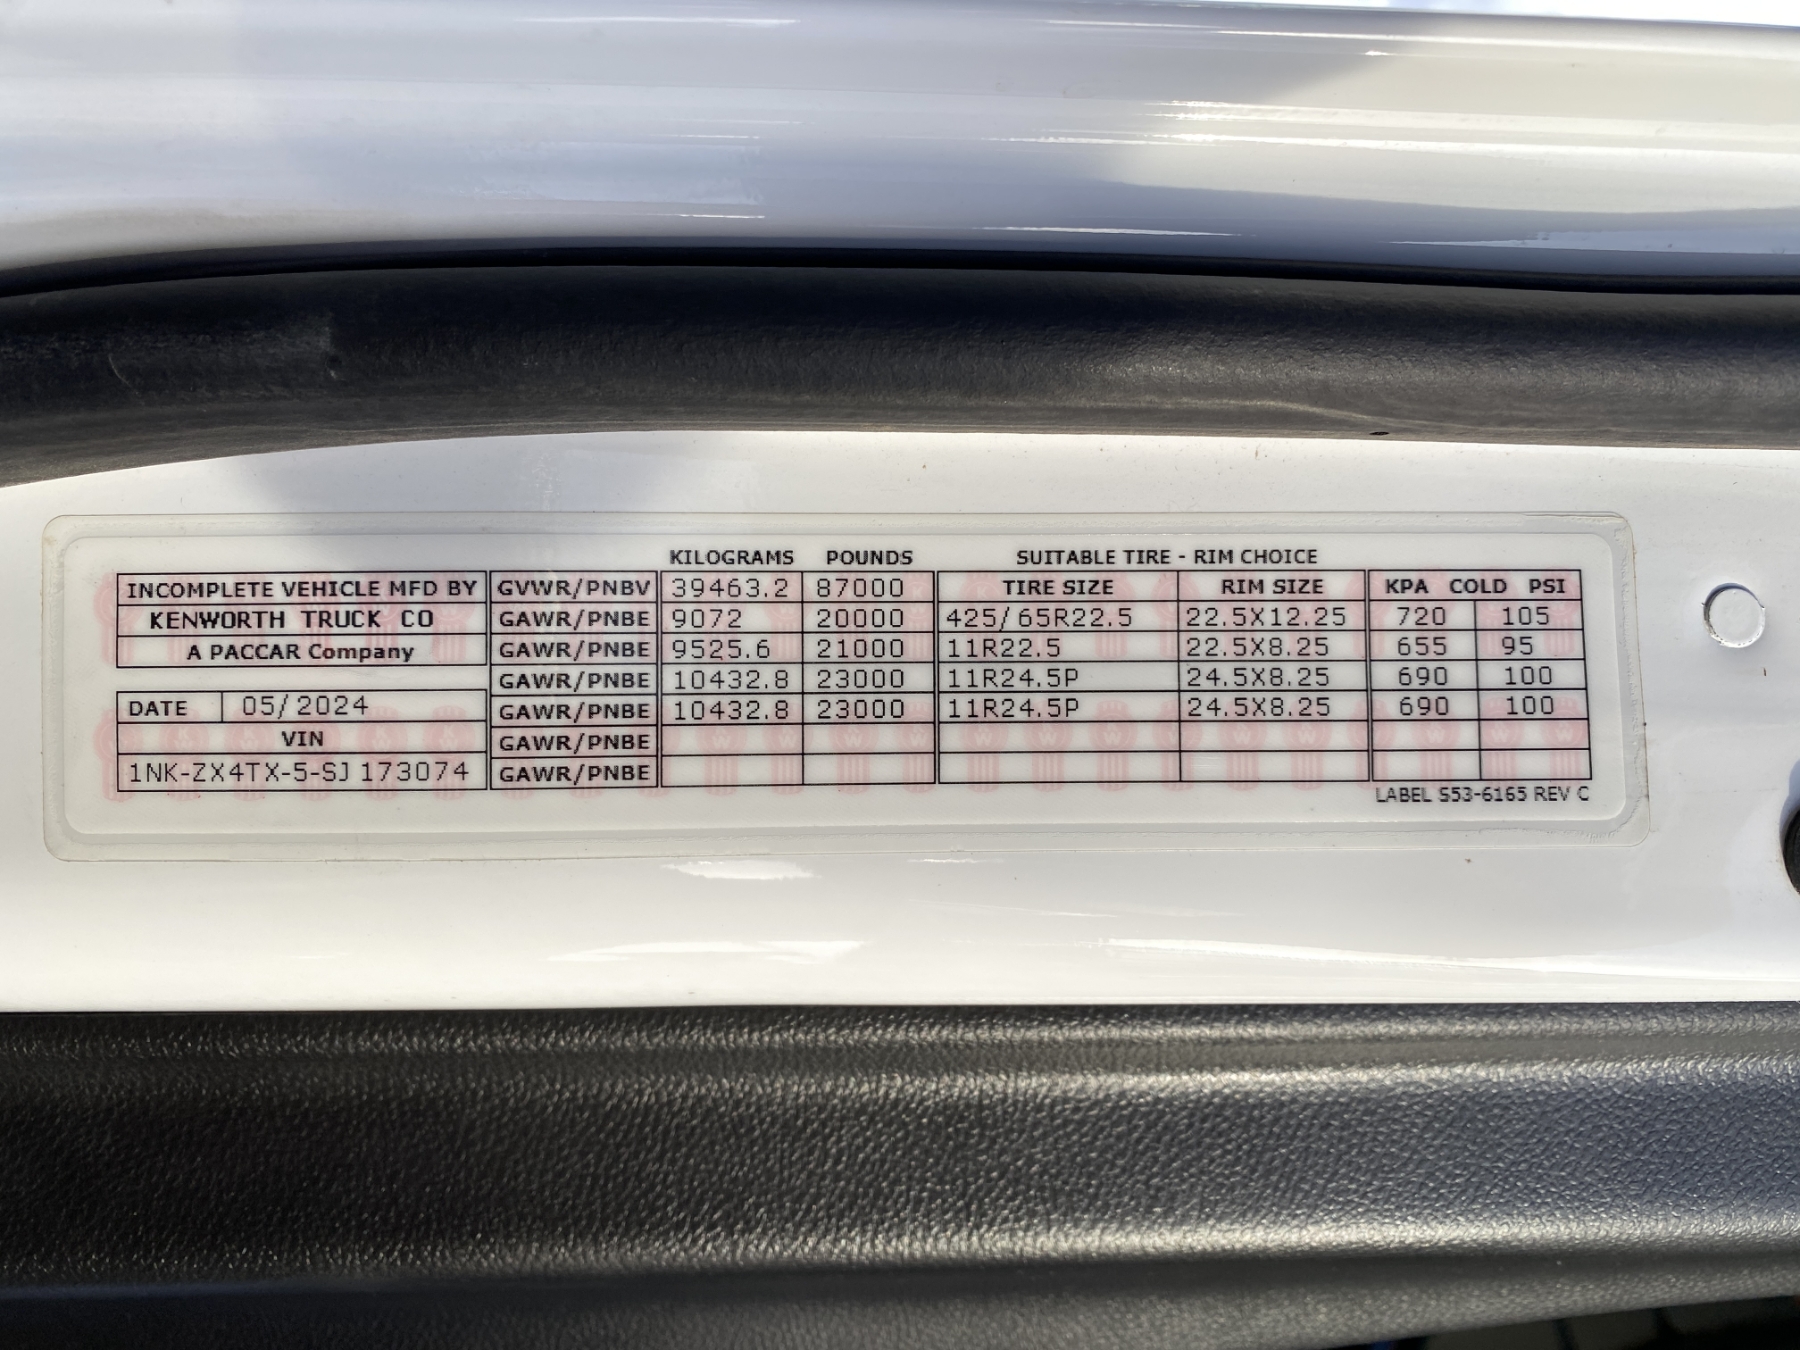 KILOGRAMS POUNDS SUITABLE TIRE - RIM CHOICE
INCOMPLETE VEHICLE MFD BY GVWR/PNBV 39463.2 87000 TIRE SIZE RIM SIZE KPA COLD PSI
KENWORTH TRUCK CO GAWR/PNBE 9072 20000 425/65R22.5 22.5X12.25 720 105
A PACCAR Company GAWR/PNBE 9525.6 21000 11R22.5 22.5X8.25 655 95
GAWR/PNBE 10432.8 23000 11R24.5P 24.5X8.25 690 100
DATE 05/2024 GAWR/PNBE 10432.8 23000 11R24.5P 24.5X8.25 690 100
VIN GAWR/PNBE
1NK-ZX4TX-5-SJ173074 GAWR/PNBE
LABEL S53-6165 REV C